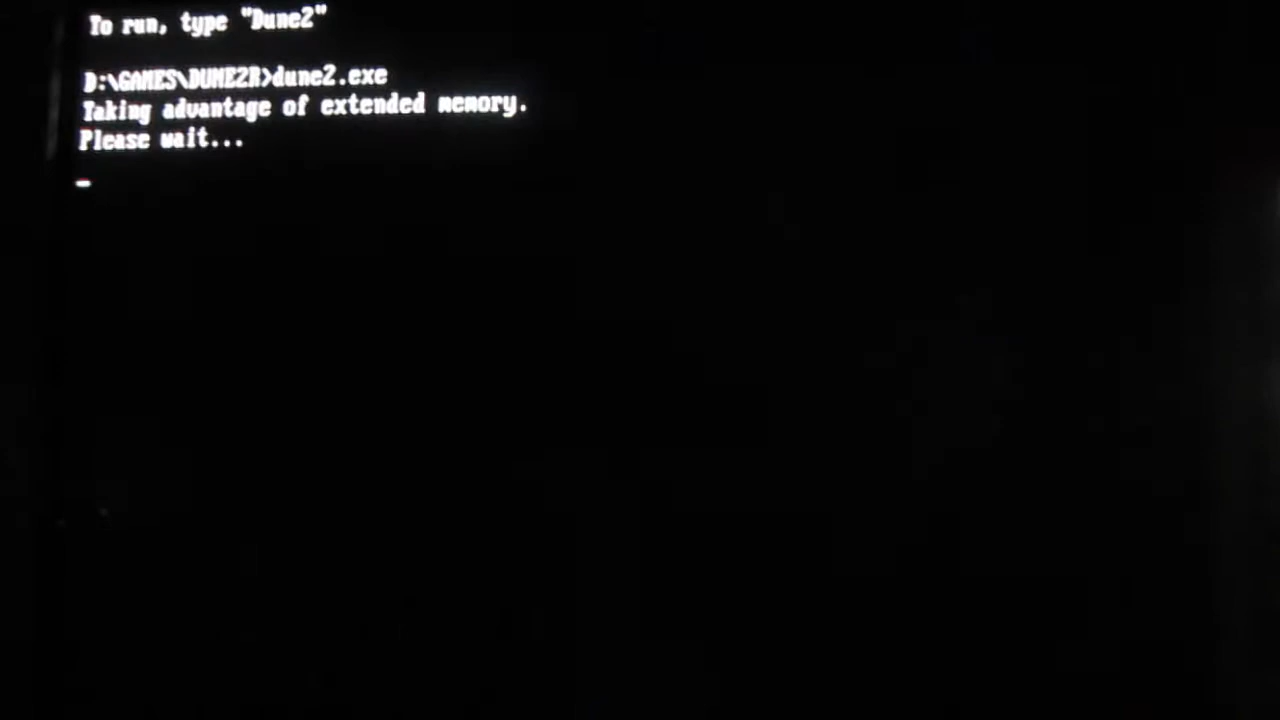 To run, type "Dune2"
D:\GAMES\DUNE2R>dune2.exe
Taking advantage of extended memory.
Please wait...